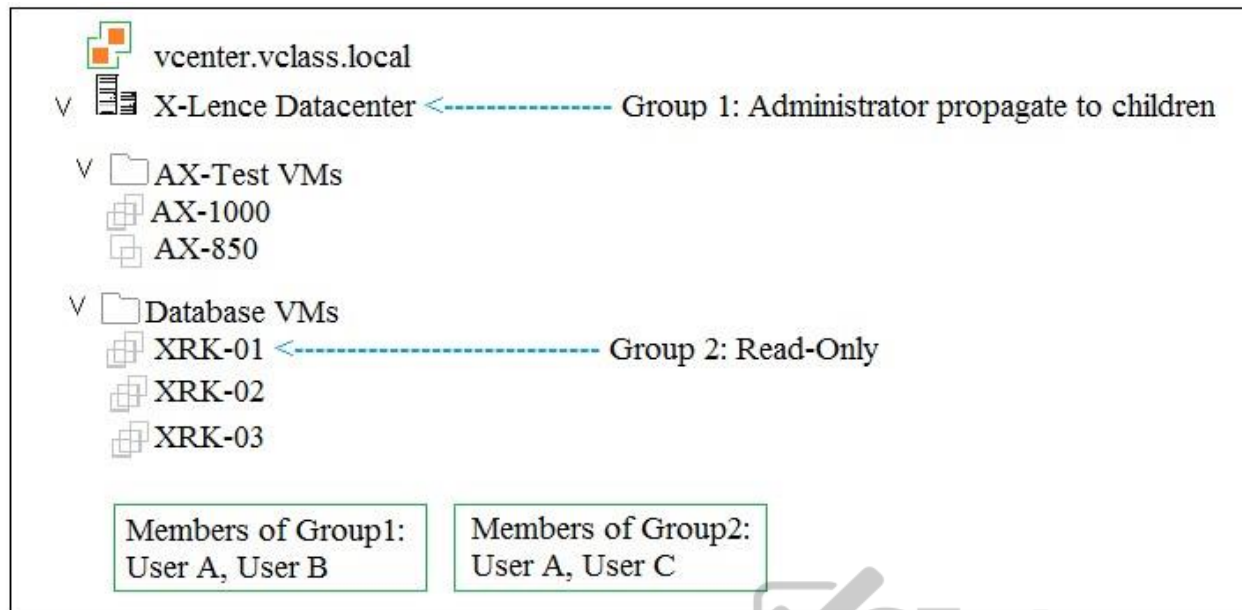 vcenter.vclass.local
X-Lence Datacenter <--------------- Group 1: Administrator propagate to children
AX-Test VMs
AX-1000
AX-850
Database VMs
XRK-01 <---------------------------- Group 2: Read-Only
XRK-02
XRK-03
Members of Group1:
User A, User B
Members of Group2:
User A, User C